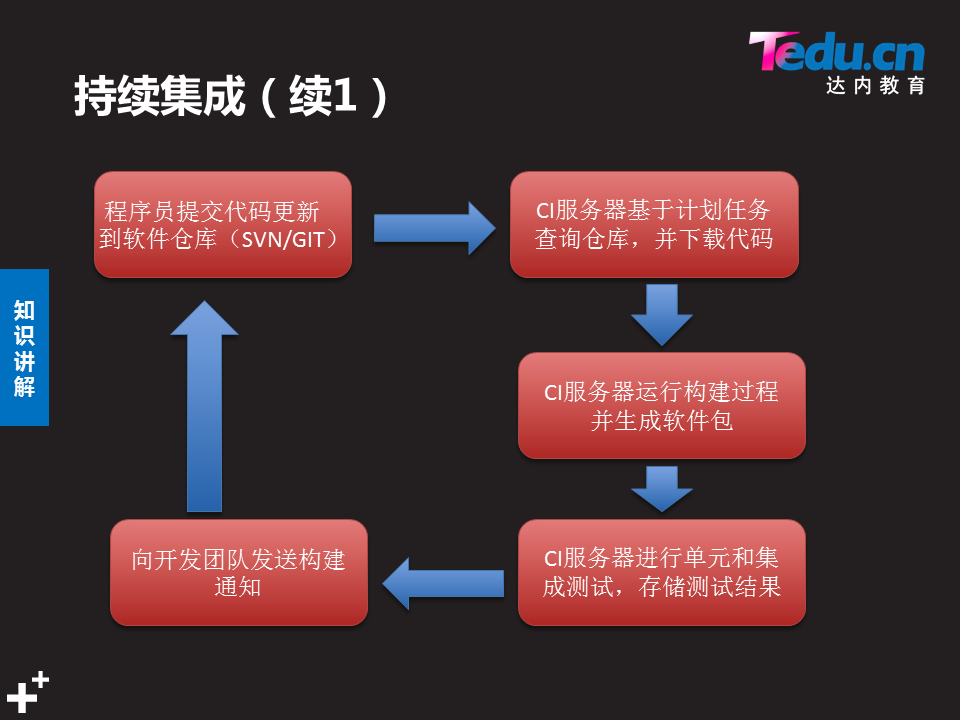 Tedu.cn
达内教育
持续集成（续1）
程序员提交代码更新
到软件仓库（SVN/GIT）
CI服务器基于计划任务
查询仓库，并下载代码
知
识
讲
解
CI服务器运行构建过程
并生成软件包
向开发团队发送构建
通知
CI服务器进行单元和集
成测试，存储测试结果